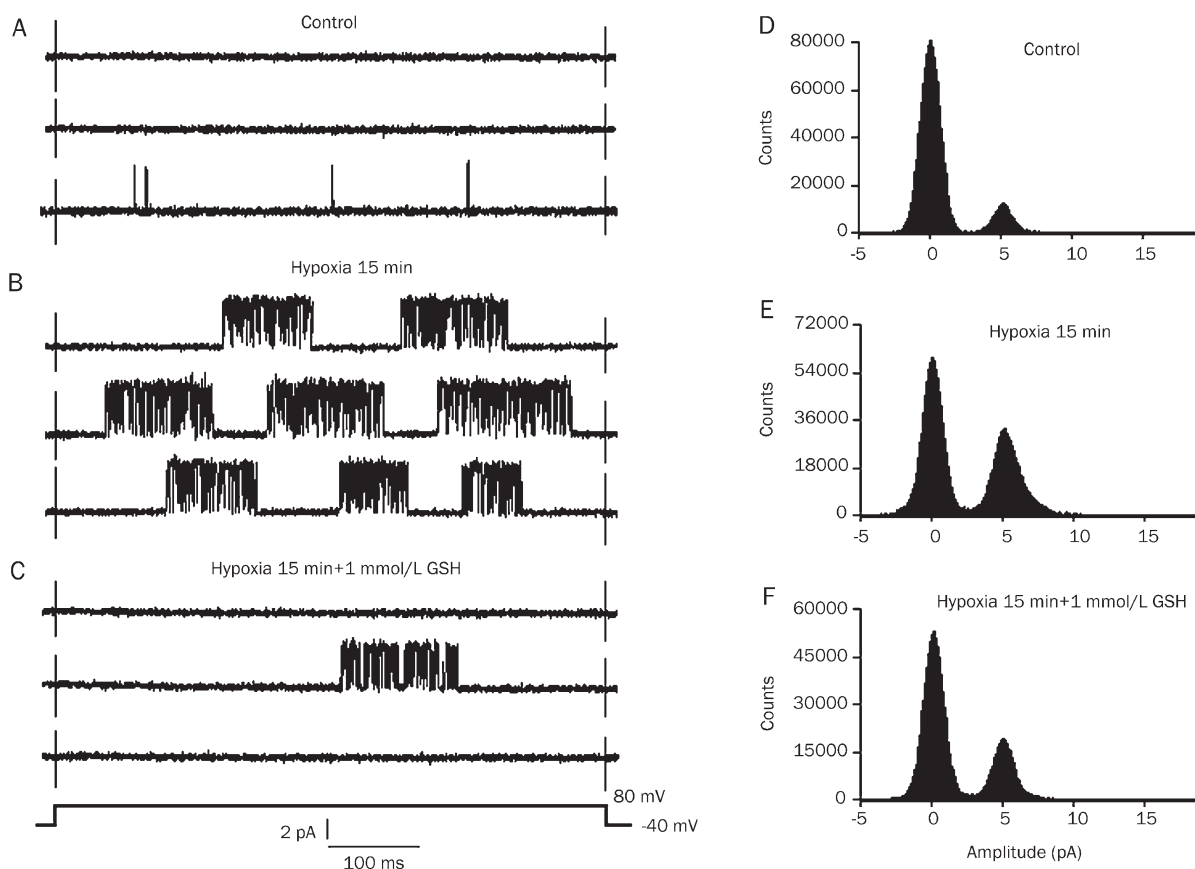 A
Control
B
Hypoxia 15 min
C
Hypoxia 15 min+1 mmol/L GSH
80 mV
-40 mV
2 pA
100 ms
D
Control
Counts
80000
60000
40000
20000
0
-5
0
5
10
15
E
Hypoxia 15 min
Counts
72000
54000
36000
18000
0
-5
0
5
10
15
F
Hypoxia 15 min+1 mmol/L GSH
Counts
60000
45000
30000
15000
0
-5
0
5
10
15
Amplitude (pA)